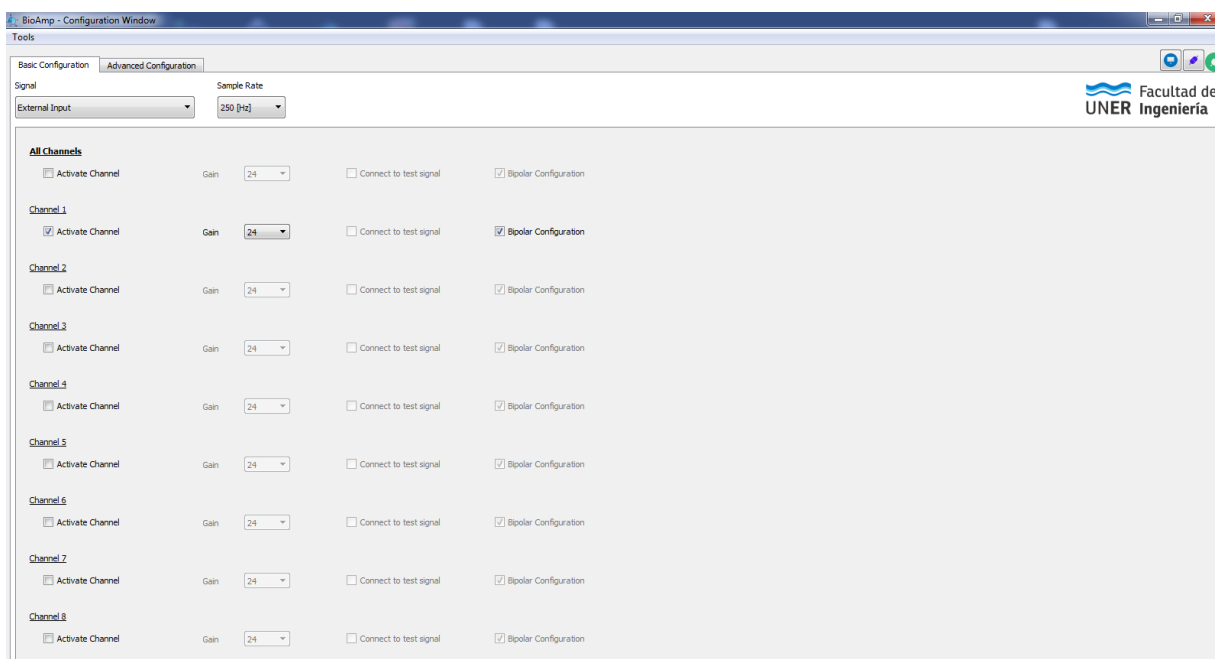 BioAmp - Configuration Window
Tools
Basic Configuration Advanced Configuration
Signal Sample Rate
External Input 250 [Hz]
Facultad de
UNER Ingeniería
All Channels
Activate Channel Gain 24 Connect to test signal Bipolar Configuration
Channel 1
Activate Channel Gain 24 Connect to test signal Bipolar Configuration
Channel 2
Activate Channel Gain 24 Connect to test signal Bipolar Configuration
Channel 3
Activate Channel Gain 24 Connect to test signal Bipolar Configuration
Channel 4
Activate Channel Gain 24 Connect to test signal Bipolar Configuration
Channel 5
Activate Channel Gain 24 Connect to test signal Bipolar Configuration
Channel 6
Activate Channel Gain 24 Connect to test signal Bipolar Configuration
Channel 7
Activate Channel Gain 24 Connect to test signal Bipolar Configuration
Channel 8
Activate Channel Gain 24 Connect to test signal Bipolar Configuration